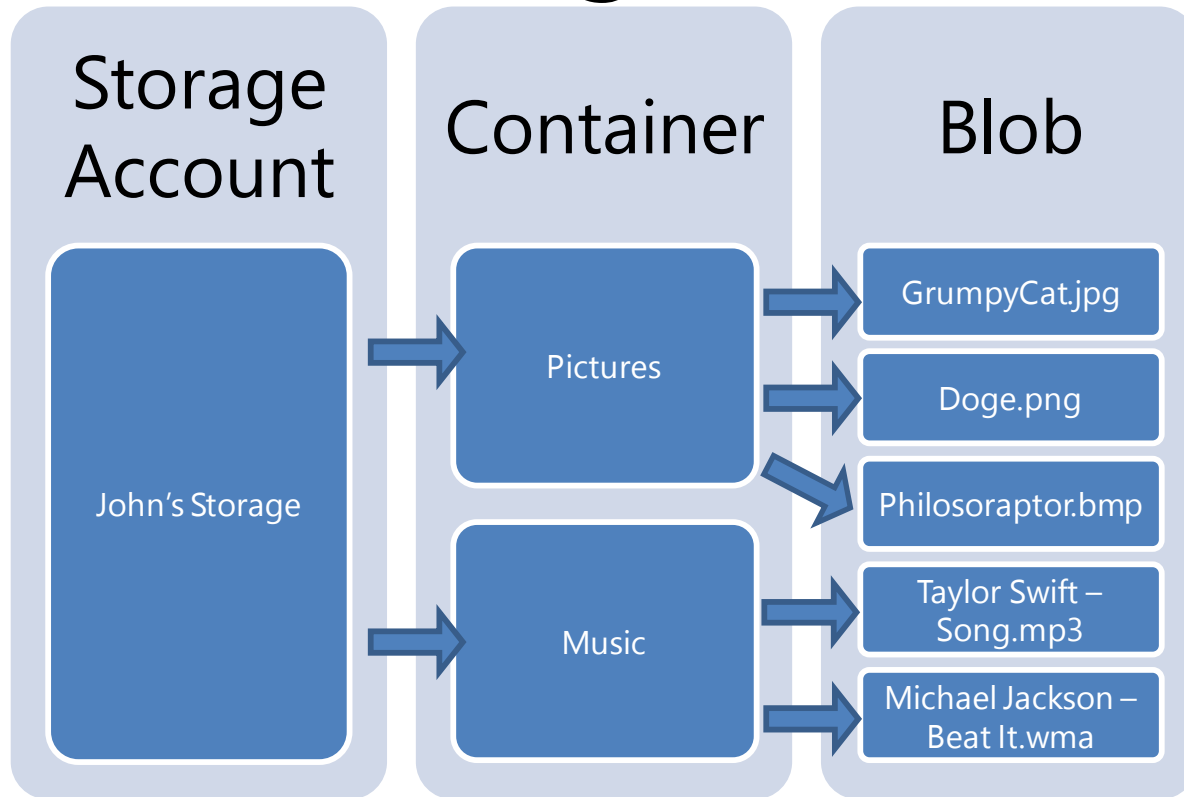 Storage
Account
Container
Blob
John's Storage
Pictures
Music
GrumpyCat.jpg
Doge.png
Philosoraptor.bmp
Taylor Swift –
Song.mp3
Michael Jackson –
Beat It.wma